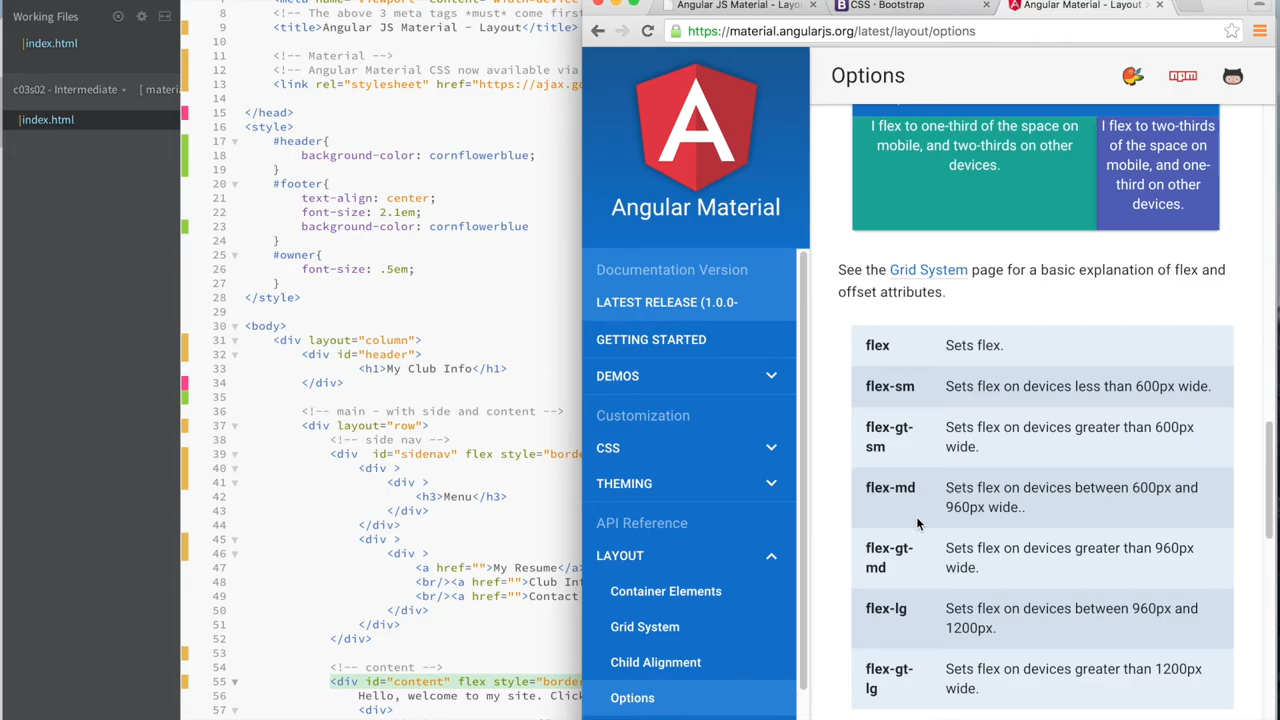 Working Files
index.html
c03s02 - Intermediate
[ materia
index.html
8 <!-- The above 3 meta tags *must* come first
9 <title>Angular JS Material - Layout</title>
10
11 <!-- Material -->
12 <!-- Angular Material CSS now available via
13 <link rel="stylesheet" href="https://ajax.go
14
15 </head>
16 <style>
17 #header{
18 background-color: cornflowerblue;
19 }
20 #footer{
21 text-align: center;
22 font-size: 2.1em;
23 background-color: cornflowerblue
24 }
25 #owner{
26 font-size: .5em;
27 }
28 </style>
29
30 <body>
31 <div layout="column">
32 <div id="header">
33 <h1>My Club Info</h1>
34 </div>
35
36 <!-- main - with side and content -->
37 <div layout="row">
38 <!-- side nav -->
39 <div id="sidenav" flex style="borde
40 <div >
41 <div >
42 <h3>Menu</h3>
43 </div>
44 </div>
45 <div >
46 <div >
47 <a href="">My Resume</a>
48 <br/><a href="">Club Inf
49 <br/><a href="">Contact
50 </div>
51 </div>
52 </div>
53
54 <!-- content -->
55 <div id="content" flex style="border
56 Hello, welcome to my site. Click
57 <div>
Angular JS Material - Layou
CSS · Bootstrap
Angular Material - Layout >
https://material.angularjs.org/latest/layout/options
Angular Material
Documentation Version
LATEST RELEASE (1.0.0-
GETTING STARTED
DEMOS
Customization
CSS
THEMING
API Reference
LAYOUT
Container Elements
Grid System
Child Alignment
Options
Options
npm
I flex to one-third of the space on
mobile, and two-thirds on other
devices.
I flex to two-thirds
of the space on
mobile, and one-
third on other
devices.
See the Grid System page for a basic explanation of flex and
offset attributes.
flex Sets flex.
flex-sm Sets flex on devices less than 600px wide.
flex-gt- Sets flex on devices greater than 600px
sm wide.
flex-md Sets flex on devices between 600px and
960px wide..
flex-gt- Sets flex on devices greater than 960px
md wide.
flex-lg Sets flex on devices between 960px and
1200px.
flex-gt- Sets flex on devices greater than 1200px
lg wide.